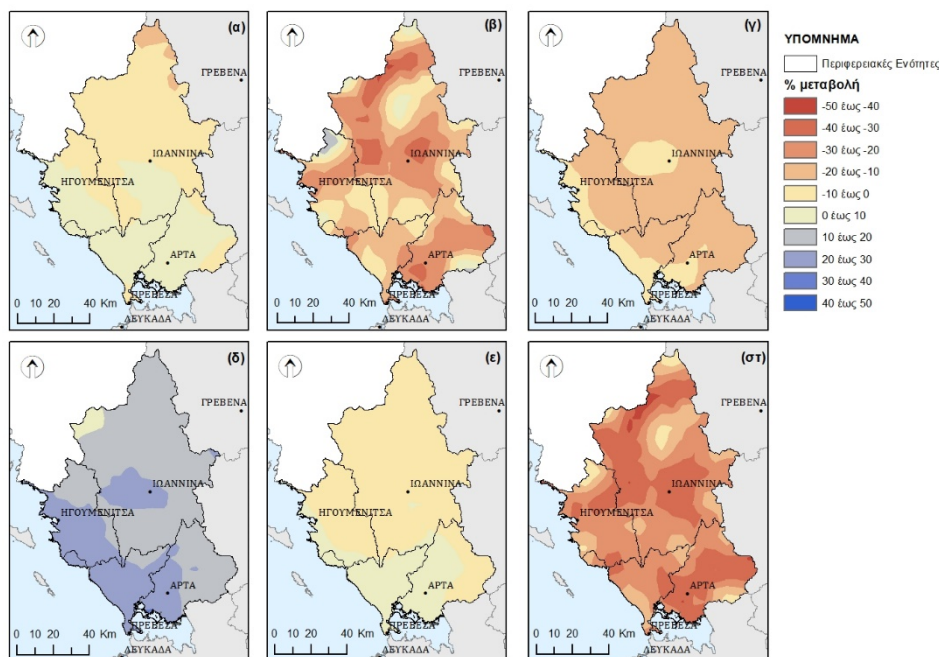 (α)
ΓΡΕΒΕΝΑ
ΙΩΑΝΝΙΝΑ
ΗΓΟΥΜΕΝΙΤΣΑ
ΑΡΤΑ
ΠΡΕΒΕΖΑ
ΛΕΥΚΑΔΑ
0 10 20 40 Km
(β)
ΓΡΕΒΕΝΑ
ΙΩΑΝΝΙΝΑ
ΗΓΟΥΜΕΝΙΤΣΑ
ΑΡΤΑ
ΠΡΕΒΕΖΑ
ΛΕΥΚΑΔΑ
0 10 20 40 Km
(γ)
ΓΡΕΒΕΝΑ
ΙΩΑΝΝΙΝΑ
ΗΓΟΥΜΕΝΙΤΣΑ
ΑΡΤΑ
ΠΡΕΒΕΖΑ
ΛΕΥΚΑΔΑ
0 10 20 40 Km
ΥΠΟΜΝΗΜΑ
Περιφερειακές Ενότητες
% μεταβολή
-50 έως -40
-40 έως -30
-30 έως -20
-20 έως -10
-10 έως 0
0 έως 10
10 έως 20
20 έως 30
30 έως 40
40 έως 50
(δ)
ΓΡΕΒΕΝΑ
ΙΩΑΝΝΙΝΑ
ΗΓΟΥΜΕΝΙΤΣΑ
ΑΡΤΑ
ΠΡΕΒΕΖΑ
ΛΕΥΚΑΔΑ
0 10 20 40 Km
(ε)
ΓΡΕΒΕΝΑ
ΙΩΑΝΝΙΝΑ
ΗΓΟΥΜΕΝΙΤΣΑ
ΑΡΤΑ
ΠΡΕΒΕΖΑ
ΛΕΥΚΑΔΑ
0 10 20 40 Km
(στ)
ΓΡΕΒΕΝΑ
ΙΩΑΝΝΙΝΑ
ΗΓΟΥΜΕΝΙΤΣΑ
ΑΡΤΑ
ΠΡΕΒΕΖΑ
ΛΕΥΚΑΔΑ
0 10 20 40 Km